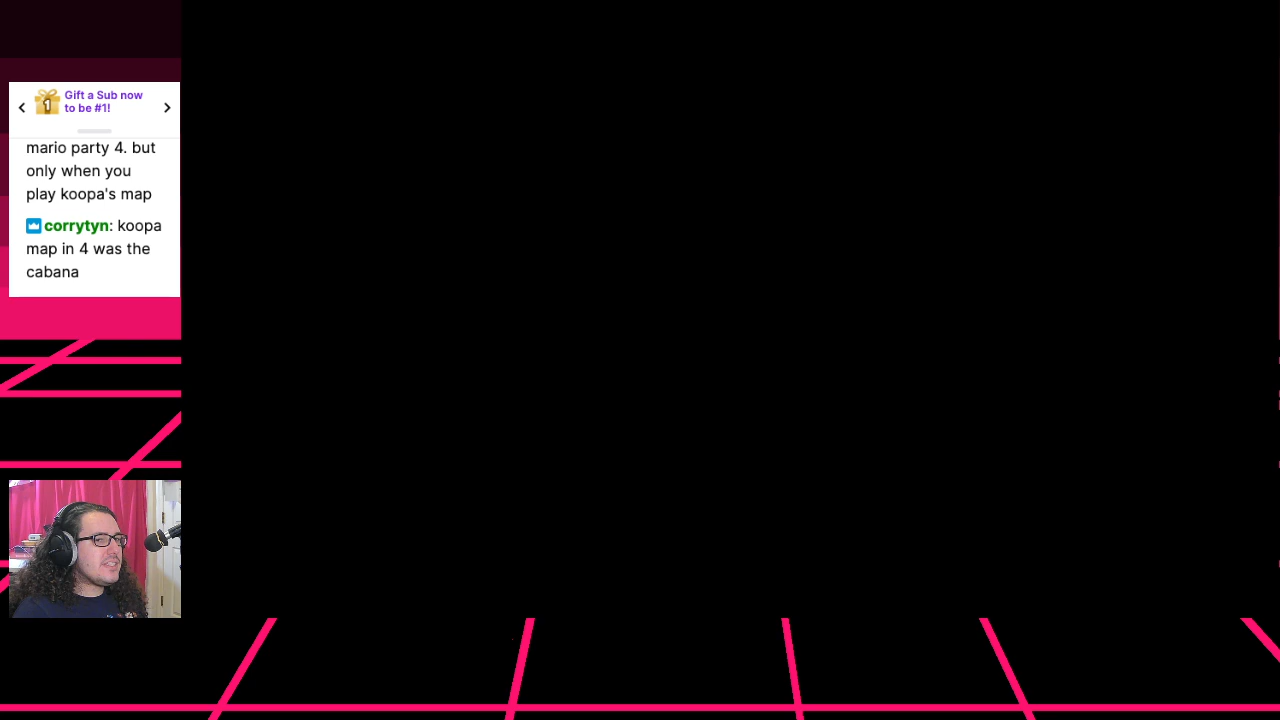 Gift a Sub now
to be #1!
1
mario party 4. but
only when you
play koopa's map
corrytyn: koopa
map in 4 was the
cabana